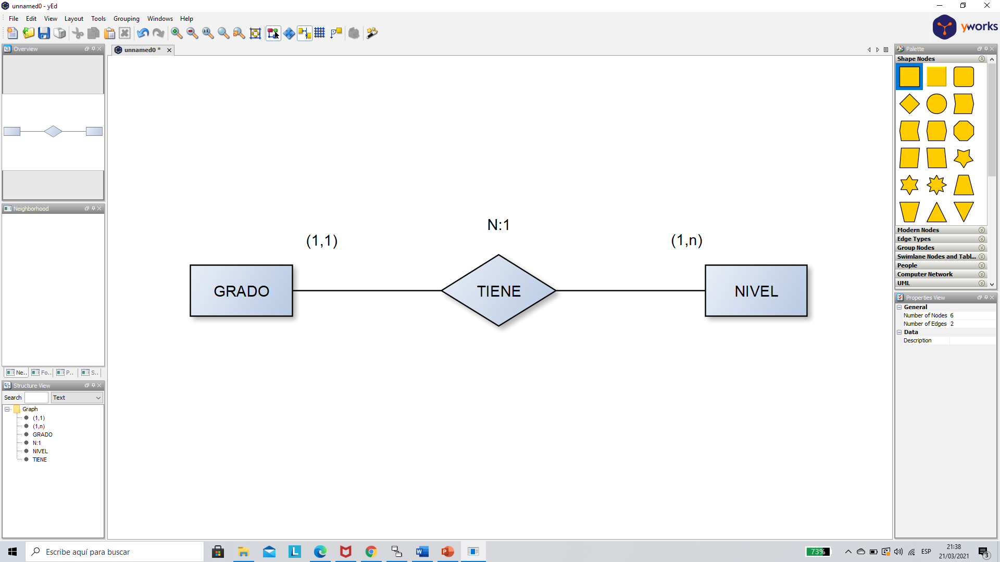 unnamed0 - yEd
File Edit View Layout Tools Grouping Windows Help
yworks
Overview
unnamed0 *
Palette
Shape Nodes
Modern Nodes
Edge Types
Group Nodes
Swimlane Nodes and Tabl...
People
Computer Network
UML
Neighborhood
Ne.. Fo.. P.. S..
Structure View
Search Text
Graph
(1,1)
(1,n)
GRADO
N:1
NIVEL
TIENE
N:1
(1,1)
(1,n)
GRADO
TIENE
NIVEL
Properties View
General
Number of Nodes 6
Number of Edges 2
Data
Description
Escribe aquí para buscar
73%
ESP
21:38
21/03/2021
3